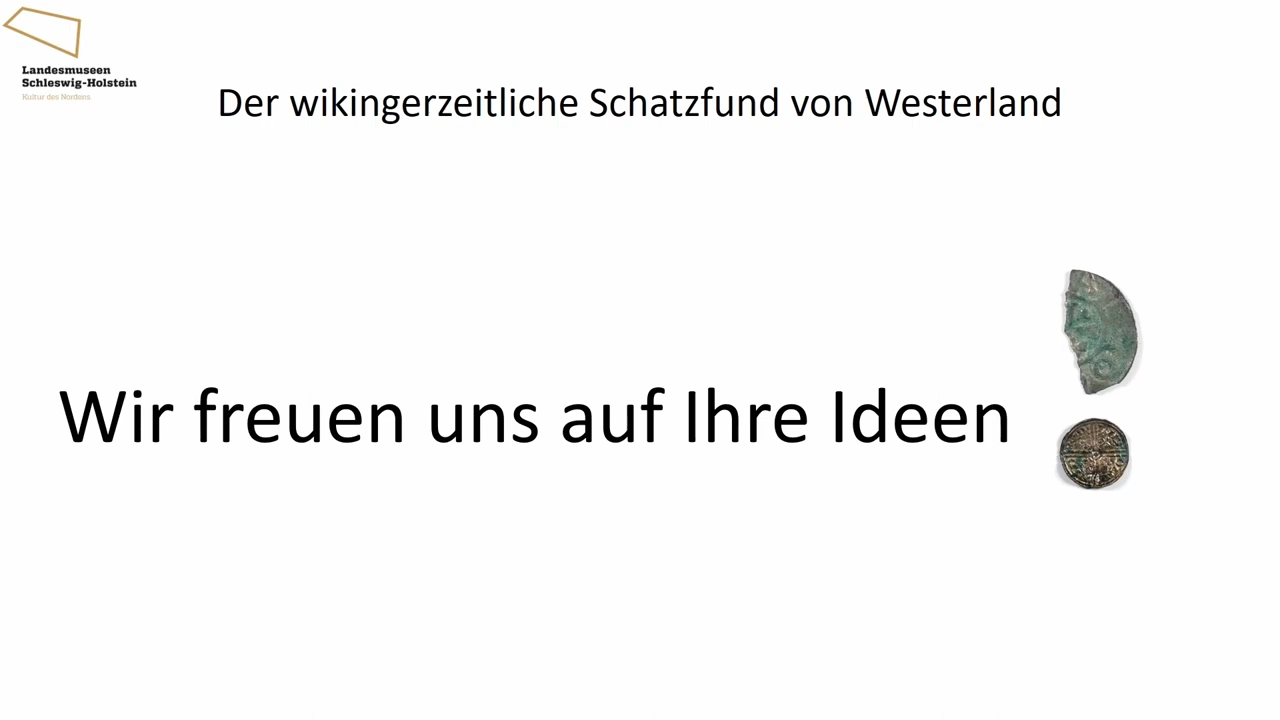 Landesmuseen
Schleswig-Holstein
Kultur des Nordens.
Der wikingerzeitliche Schatzfund von Westerland
Wir freuen uns auf Ihre Ideen